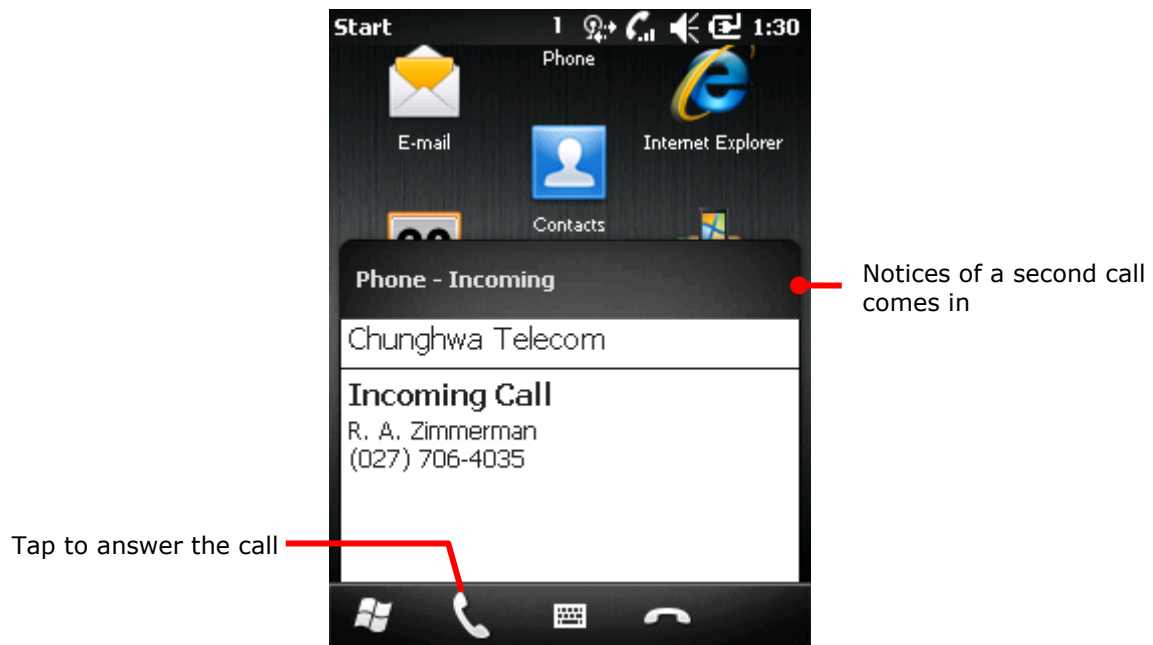 Start 1 1:30
Phone
E-mail
Internet Explorer
Contacts
Phone - Incoming
Notices of a second call
comes in
Chunghwa Telecom
Incoming Call
R. A. Zimmerman
(027) 706-4035
Tap to answer the call